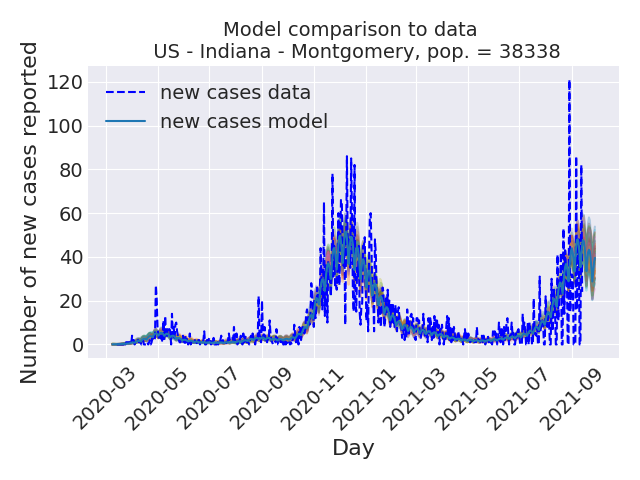 Model comparison to data
US - Indiana - Montgomery, pop. = 38338
Number of new cases reported
120
100
80
60
40
20
0
new cases data
new cases model
2020-03
2020-05
2020-07
2020-09
2020-11
2021-01
2021-03
2021-05
2021-07
2021-09
Day